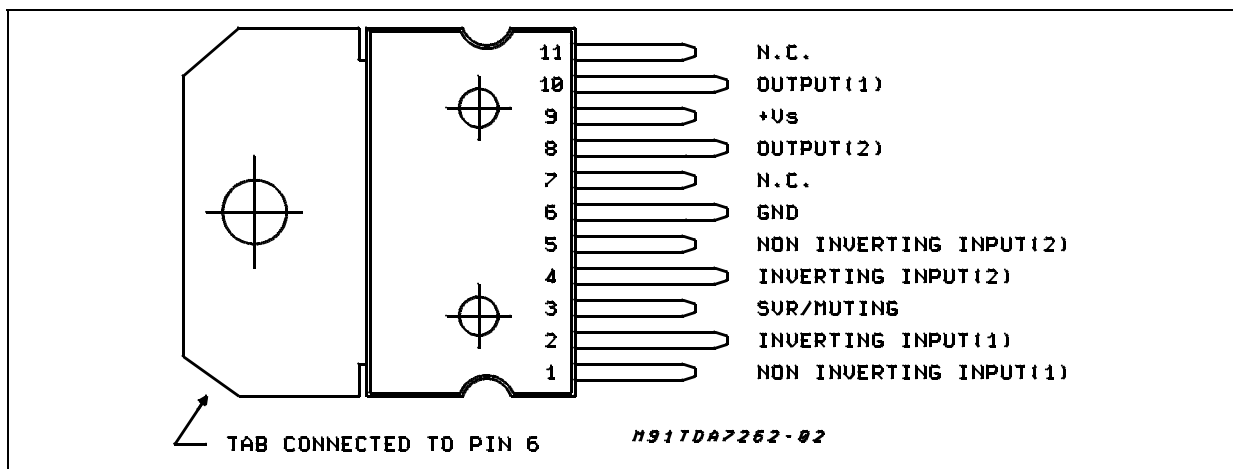 11 N.C.
10 OUTPUT(1)
9 +Vs
8 OUTPUT(2)
7 N.C.
6 GND
5 NON INVERTING INPUT(2)
4 INVERTING INPUT(2)
3 SVR/MUTING
2 INVERTING INPUT(1)
1 NON INVERTING INPUT(1)
TAB CONNECTED TO PIN 6
M91TDA7262-02